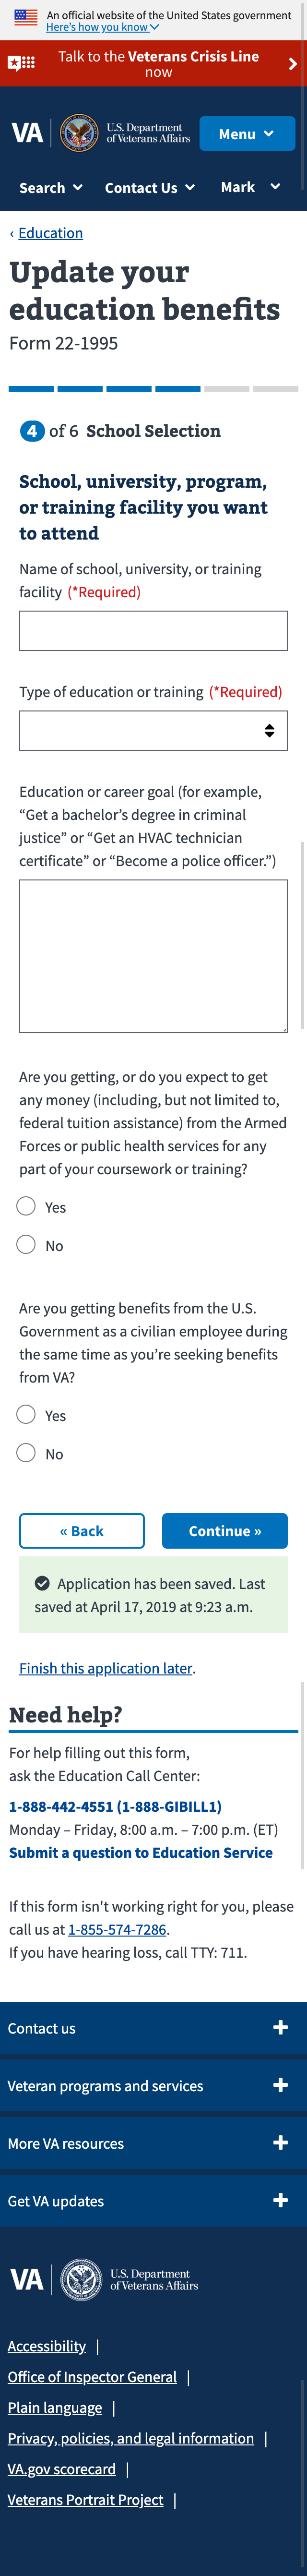 An official website of the United States government
Here's how you know
Talk to the Veterans Crisis Line
now
VA
U.S. Department
of Veterans Affairs
Menu
Search
Contact Us
Mark
‹ Education
Update your
education benefits
Form 22-1995
4 of 6 School Selection
School, university, program,
or training facility you want
to attend
Name of school, university, or training
facility (*Required)
Type of education or training (*Required)
Education or career goal (for example,
“Get a bachelor’s degree in criminal
justice” or “Get an HVAC technician
certificate” or “Become a police officer.”)
Are you getting, or do you expect to get
any money (including, but not limited to,
federal tuition assistance) from the Armed
Forces or public health services for any
part of your coursework or training?
Yes
No
Are you getting benefits from the U.S.
Government as a civilian employee during
the same time as you’re seeking benefits
from VA?
Yes
No
« Back
Continue »
Application has been saved. Last
saved at April 17, 2019 at 9:23 a.m.
Finish this application later.
Need help?
For help filling out this form,
ask the Education Call Center:
1-888-442-4551 (1-888-GIBILL1)
Monday – Friday, 8:00 a.m. – 7:00 p.m. (ET)
Submit a question to Education Service
If this form isn't working right for you, please
call us at 1-855-574-7286.
If you have hearing loss, call TTY: 711.
Contact us
Veteran programs and services
More VA resources
Get VA updates
VA
U.S. Department
of Veterans Affairs
Accessibility |
Office of Inspector General |
Plain language |
Privacy, policies, and legal information |
VA.gov scorecard |
Veterans Portrait Project |